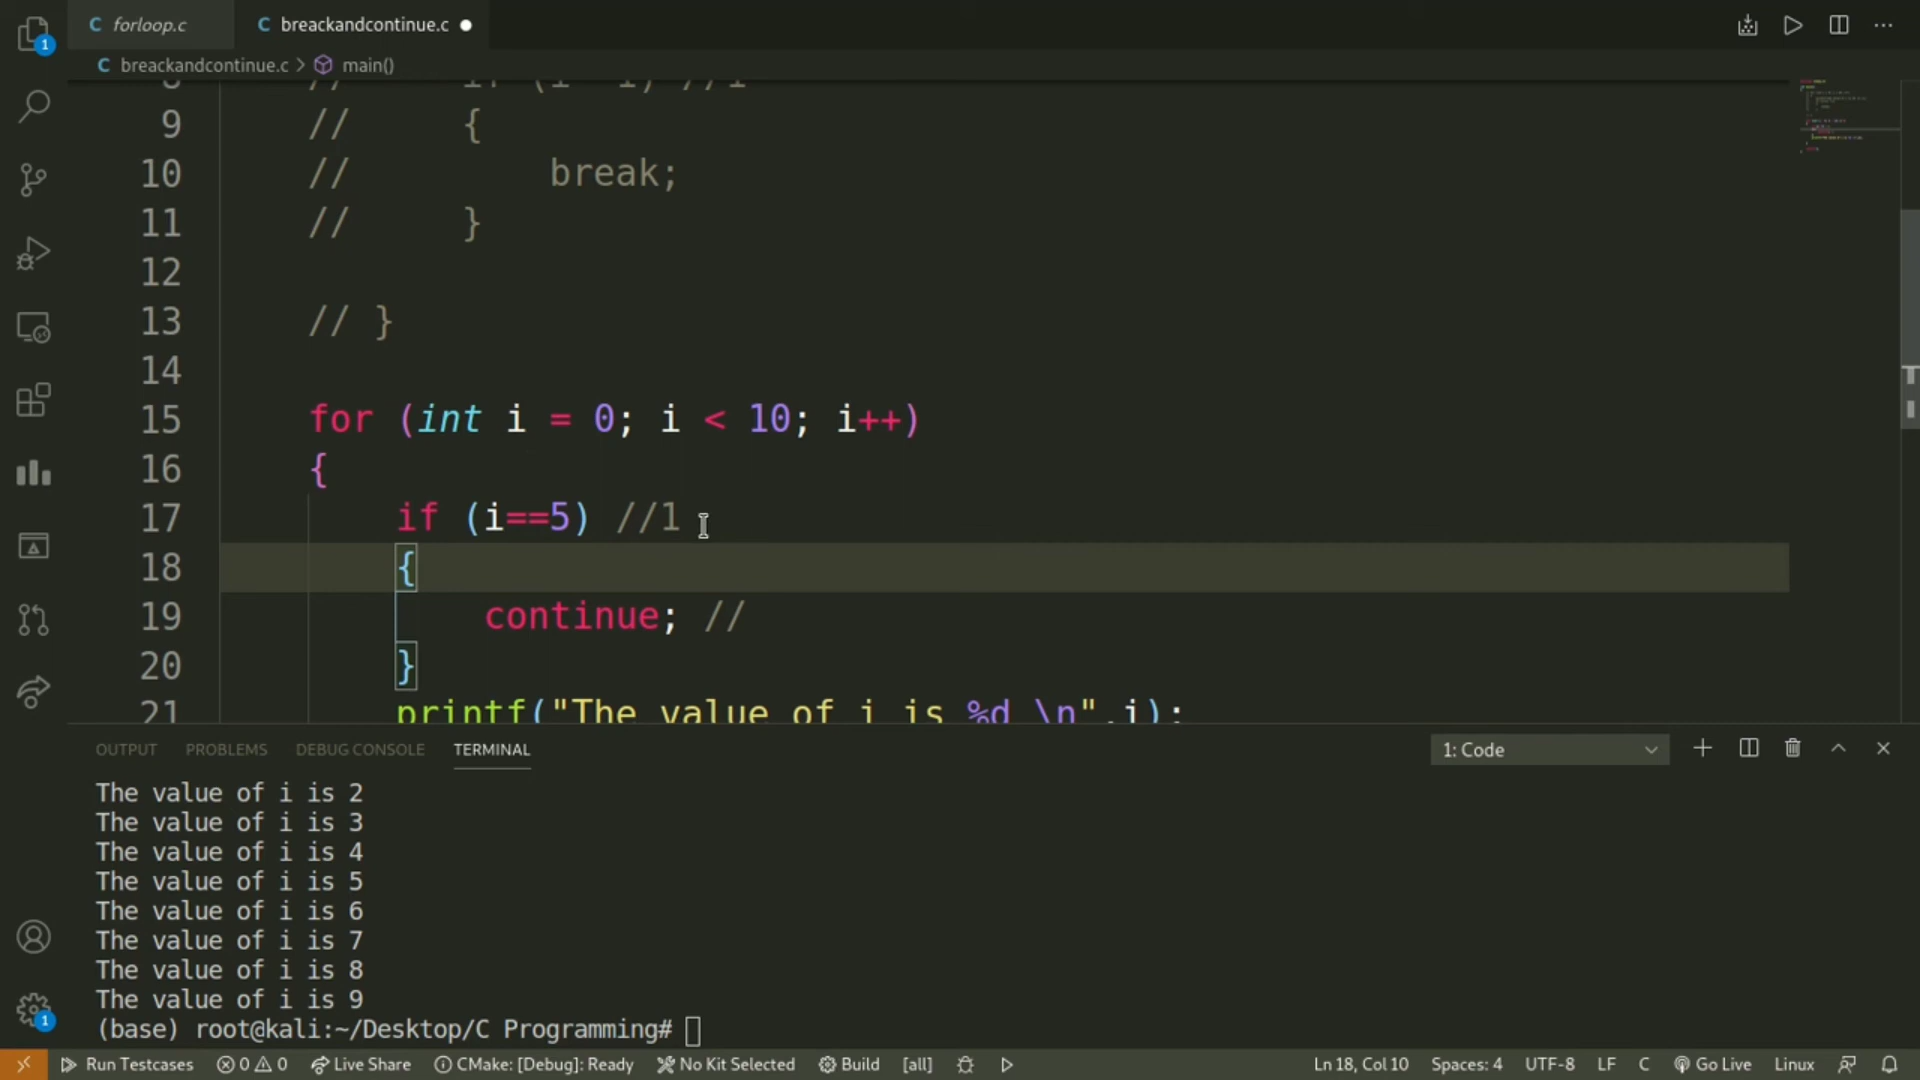 1
C forloop.c
C breackandcontinue.c
C breackandcontinue.c > main()
9 // {
10 // break;
11 // }
12
13 // }
14
15 for (int i = 0; i < 10; i++)
16 {
17 if (i==5) //1
18 {
19 continue; //
20 }
21 printf("The value of i is %d \n",i);
OUTPUT PROBLEMS DEBUG CONSOLE TERMINAL 1: Code
The value of i is 2
The value of i is 3
The value of i is 4
The value of i is 5
The value of i is 6
The value of i is 7
The value of i is 8
The value of i is 9
(base) root@kali:~/Desktop/C Programming#
1
Run Testcases 0 0 Live Share CMake: [Debug]: Ready No Kit Selected Build [all] Ln 18, Col 10 Spaces: 4 UTF-8 LF C Go Live Linux